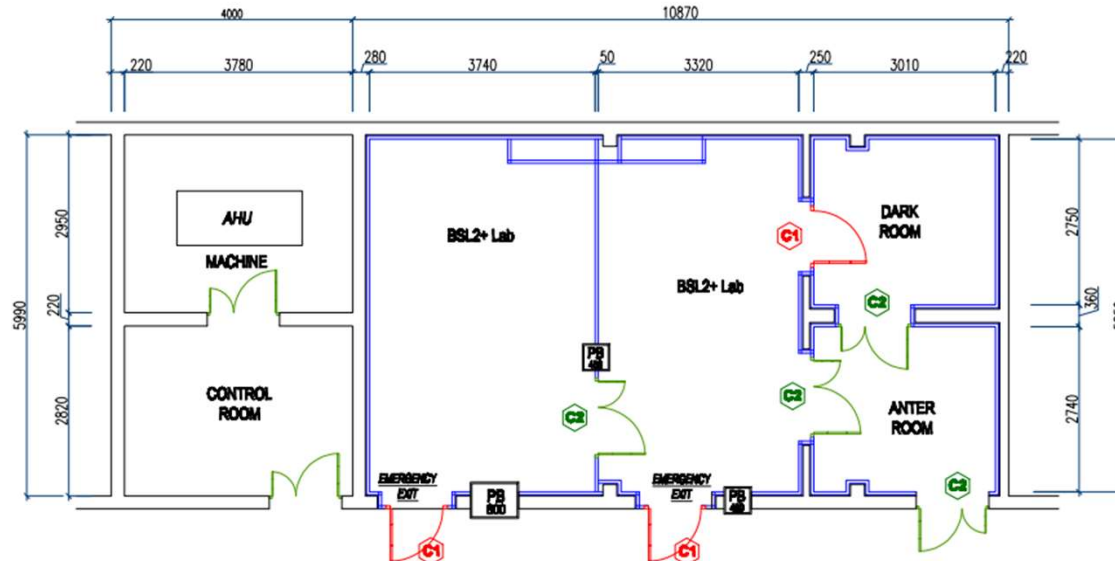 4000
10870
220
3780
280
3740
50
3320
250
3010
220
5990
2950
220
2820
AHU
MACHINE
CONTROL
ROOM
BSL2+ Lab
BSL2+ Lab
C1
DARK
ROOM
C2
2750
360
2740
PB
C2
C2
ANTER
ROOM
EMERGENCY
EXIT
PB
800
EMERGENCY
EXIT
PB
C2
C1
C1